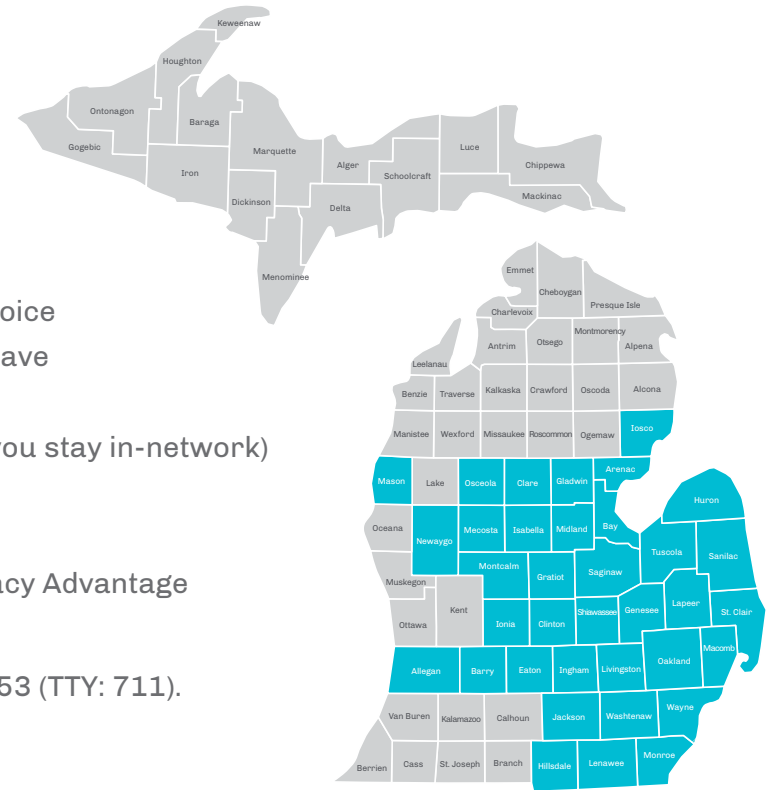 Keweenaw
Houghton
Ontonagon
Baraga
Gogebic
Marquette
Luce
Iron
Alger
Chippewa
Schoolcraft
Dickinson
Mackinac
Delta
Menominee
Emmet
Cheboygan
Presque Isle
Charlevoix
oice
Montmorency
Antrim
Otsego
Alpena
ave
Leelanau
Benzie
Traverse
Kalkaska
Crawford
Oscoda
Alcona
Manistee
Wexford
Missaukee
Roscommon
Ogemaw
Iosco
you stay in-network)
Mason
Lake
Osceola
Clare
Gladwin
Arenac
Huron
Oceana
Newaygo
Mecosta
Isabella
Midland
Bay
Tuscola
Sanilac
Montcalm
Gratiot
Saginaw
acy Advantage
Muskegon
Kent
Ottawa
Ionia
Clinton
Shiawassee
Genesee
Lapeer
St. Clair
Allegan
Barry
Eaton
Ingham
Livingston
Oakland
Macomb
53 (TTY: 711).
Van Buren
Kalamazoo
Calhoun
Jackson
Washtenaw
Wayne
Berrien
Cass
St. Joseph
Branch
Hillsdale
Lenawee
Monroe